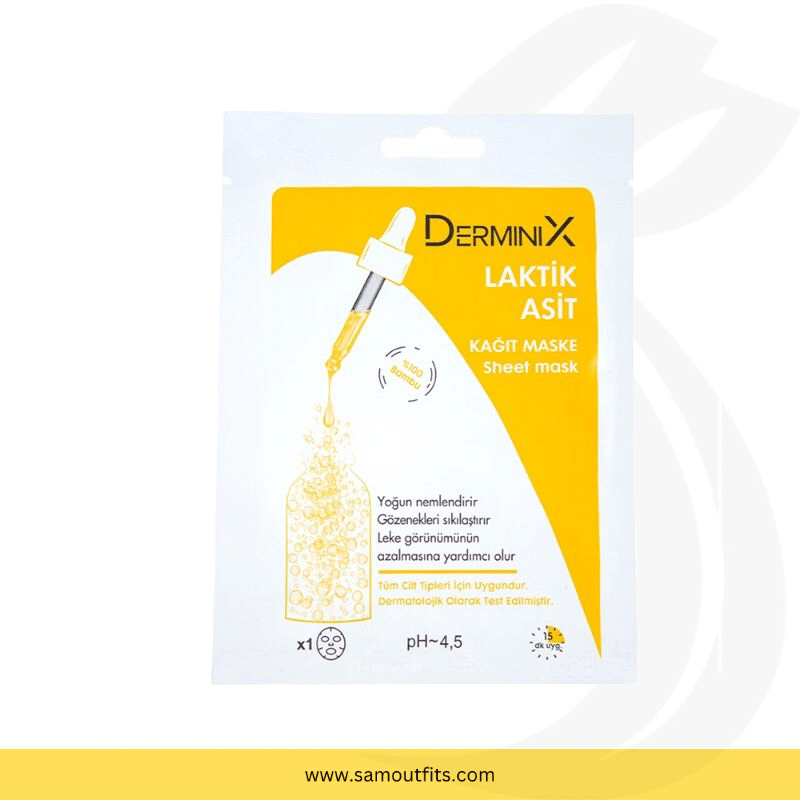 DERMINIX
LAKTİK
ASİT
KAĞIT MASKE
Sheet mask
%100
Bambu
Yoğun nemlendirir
Gözenekleri sıkılaştırır
Leke görünümünün
azalmasına yardımcı olur
Tüm Cilt Tipleri İçin Uygundur.
Dermatolojik Olarak Test Edilmiştir.
x1
pH~4,5
15
dk uyg.
www.samoutfits.com